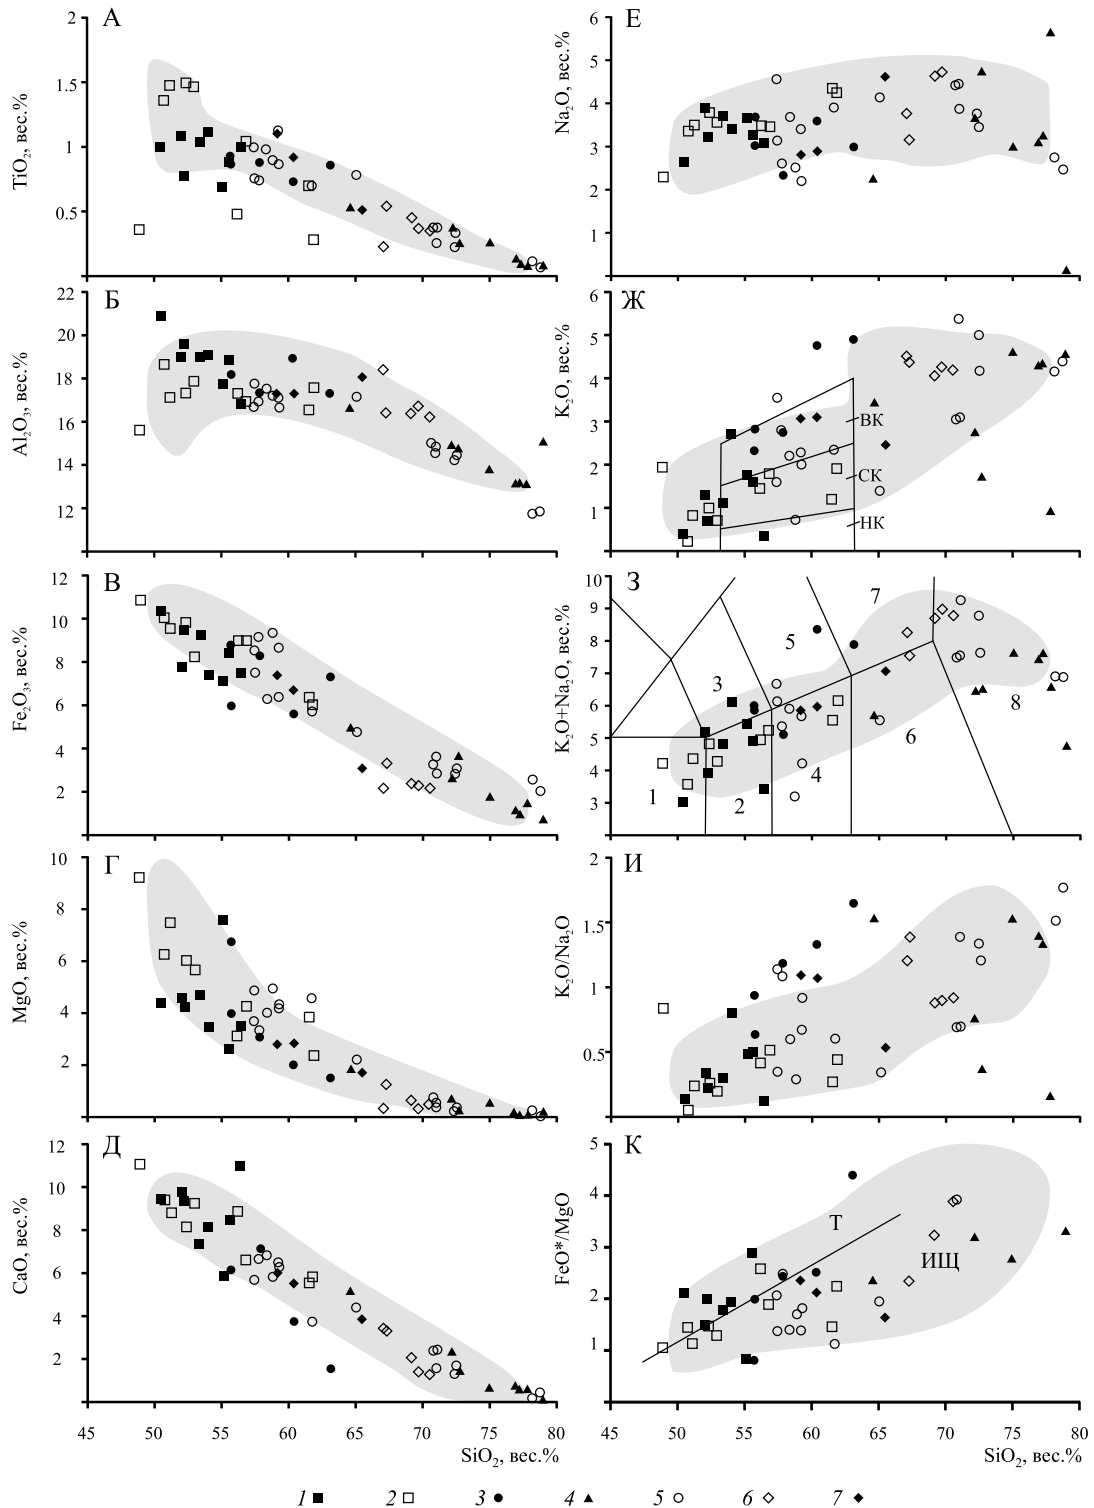 А
TiO2, вес.%
2
1.5
1
0.5
Б
Al2O3, вес.%
22
20
18
16
14
12
В
Fe2O3, вес.%
12
10
8
6
4
2
Г
MgO, вес.%
10
8
6
4
2
Д
CaO, вес.%
12
10
8
6
4
2
45 50 55 60 65 70 75 80
SiO2, вес.%
Е
Na2O, вес.%
6
5
4
3
2
1
Ж
K2O, вес.%
6
5
4
3
2
1
ВК
СК
НК
З
K2O+Na2O, вес.%
10
9
8
7
6
5
4
3
7
5
3
8
6
4
1
2
И
K2O/Na2O
2
1.5
1
0.5
К
FeO*/MgO
5
4
3
2
1
Т
ИЩ
45 50 55 60 65 70 75 80
SiO2, вес.%
1 2 3 4 5 6 7